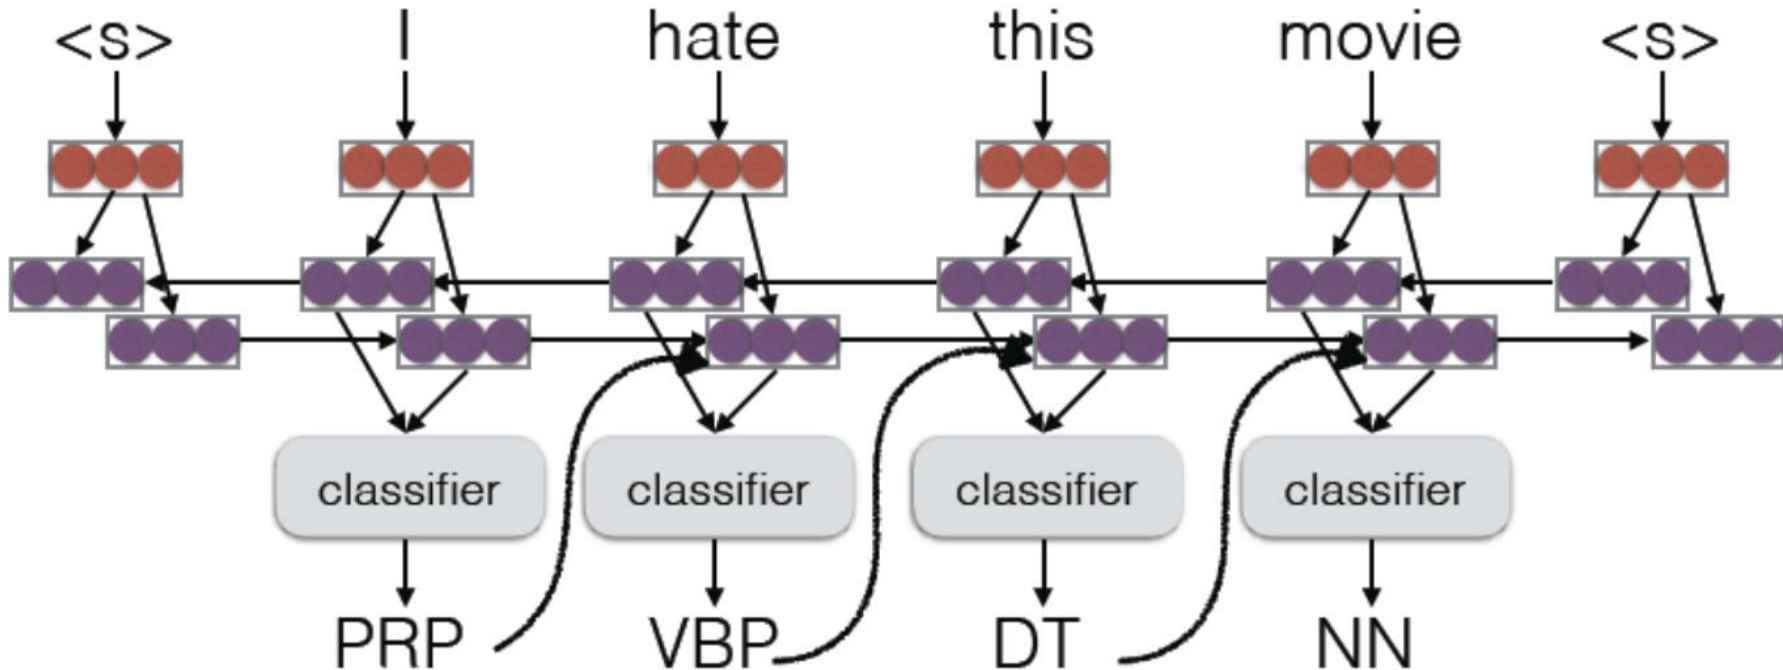 <s> I hate this movie <s>
classifier classifier classifier classifier
PRP VBP DT NN